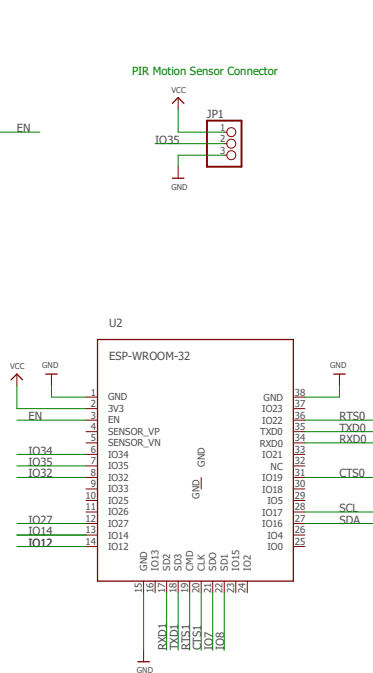 PIR Motion Sensor Connector
VCC
JP1
EN
1
IO35 2
3
GND
U2
ESP-WROOM-32
VCC GND GND
1 GND GND 38
2 3V3 IO23 37
EN 3 EN IO22 36 RTS0
4 SENSOR_VP TXD0 35 TXD0
5 SENSOR_VN RXD0 34 RXD0
IO34 6 IO34 IO21 33
IO35 7 IO35 NC 32
IO32 8 IO32 IO19 31 CTS0
9 IO33 IO18 30
10 IO25 IO5 29
11 IO26 IO17 28 SCL
IO27 12 IO27 IO16 27 SDA
IO14 13 IO14 IO4 26
IO12 14 IO12 IO0 25
GND
GND
GND IO13 SD2 SD3 CMD CLK SDO SD1 IO15 IO2
15 16 17 18 19 20 21 22 23 24
RXD1 TXD1 RTS1 CTS1 IO7 IO8
GND